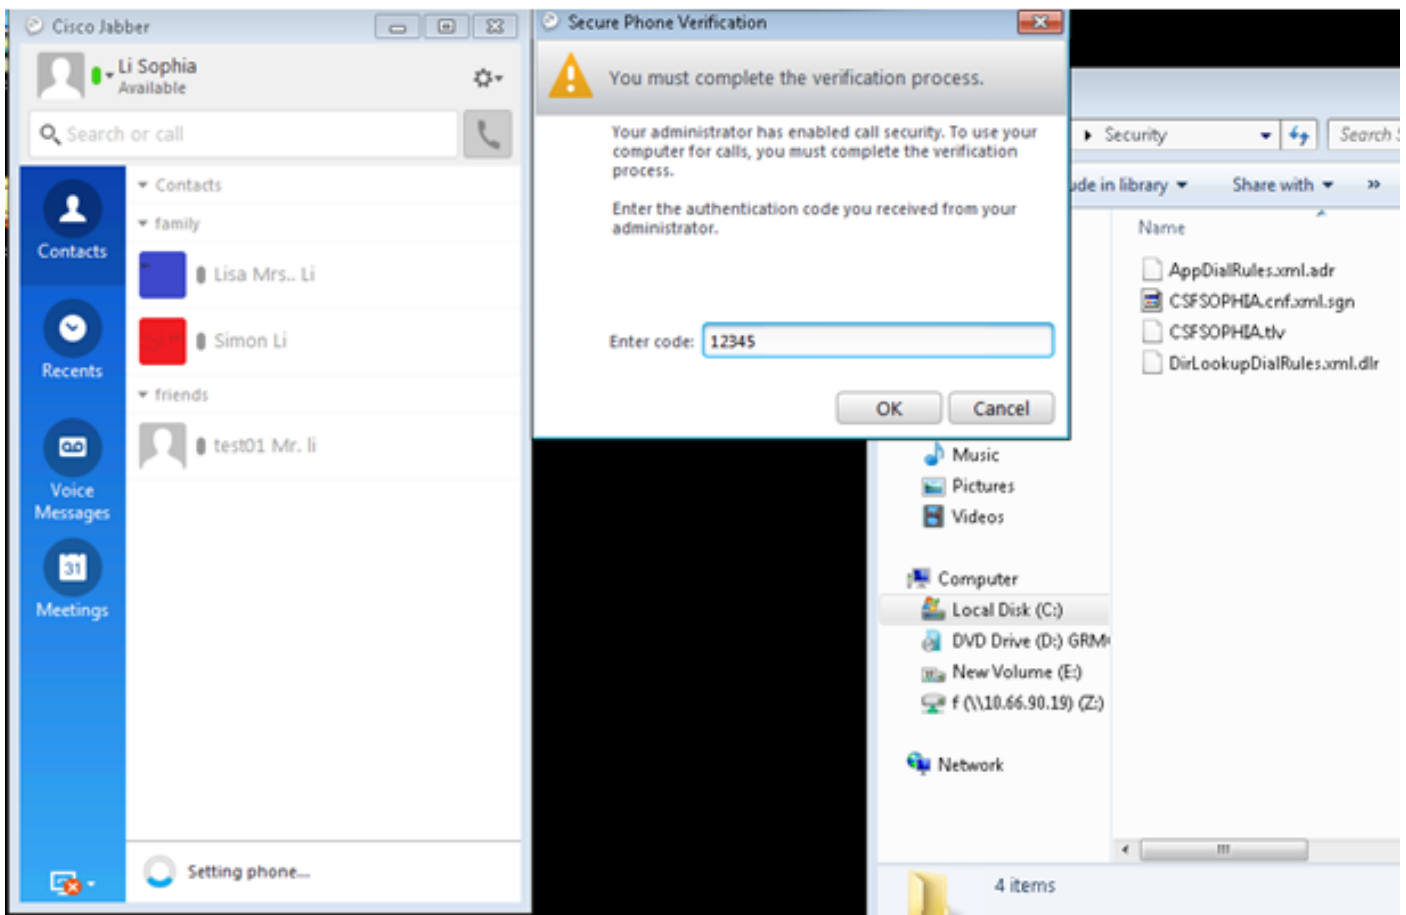 Cisco Jabber
Li Sophia
Available
Search or call
Contacts
Recents
Voice
Messages
31
Meetings
Contacts
family
Lisa Mrs.. Li
Simon Li
friends
test01 Mr. li
Setting phone...
Secure Phone Verification
You must complete the verification process.
Your administrator has enabled call security. To use your
computer for calls, you must complete the verification
process.
Enter the authentication code you received from your
administrator.
Enter code: 12345
OK Cancel
Security
Search
library
Share with
»
Name
AppDialRules.xml.adr
CSFSOPHIA.cnf.xml.sgn
CSFSOPHIA.tlv
DirLookupDialRules.xml.dlr
Music
Pictures
Videos
Computer
Local Disk (C:)
DVD Drive (D:)
New Volume (E:)
f (\\10.66.90.19) (Z:)
Network
4 items